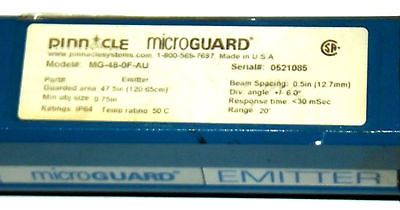 PINNACLE microGUARD®
www.pinnaclesystems.com 1-800-569-7697 Made in U.S.A
Model#: MG-48-0F-AU Serial#: 0521085
Part#: Emitter Beam Spacing: 0.5in (12.7mm)
Guarded area: 47.5in (120.65cm) Div. angle: +/- 6.0°
Min obj size: 0.75in Response time: <30 mSec
Ratings: IP64 Temp rating: 50 C Range: 20'
SA
microGUARD™ EMITTER